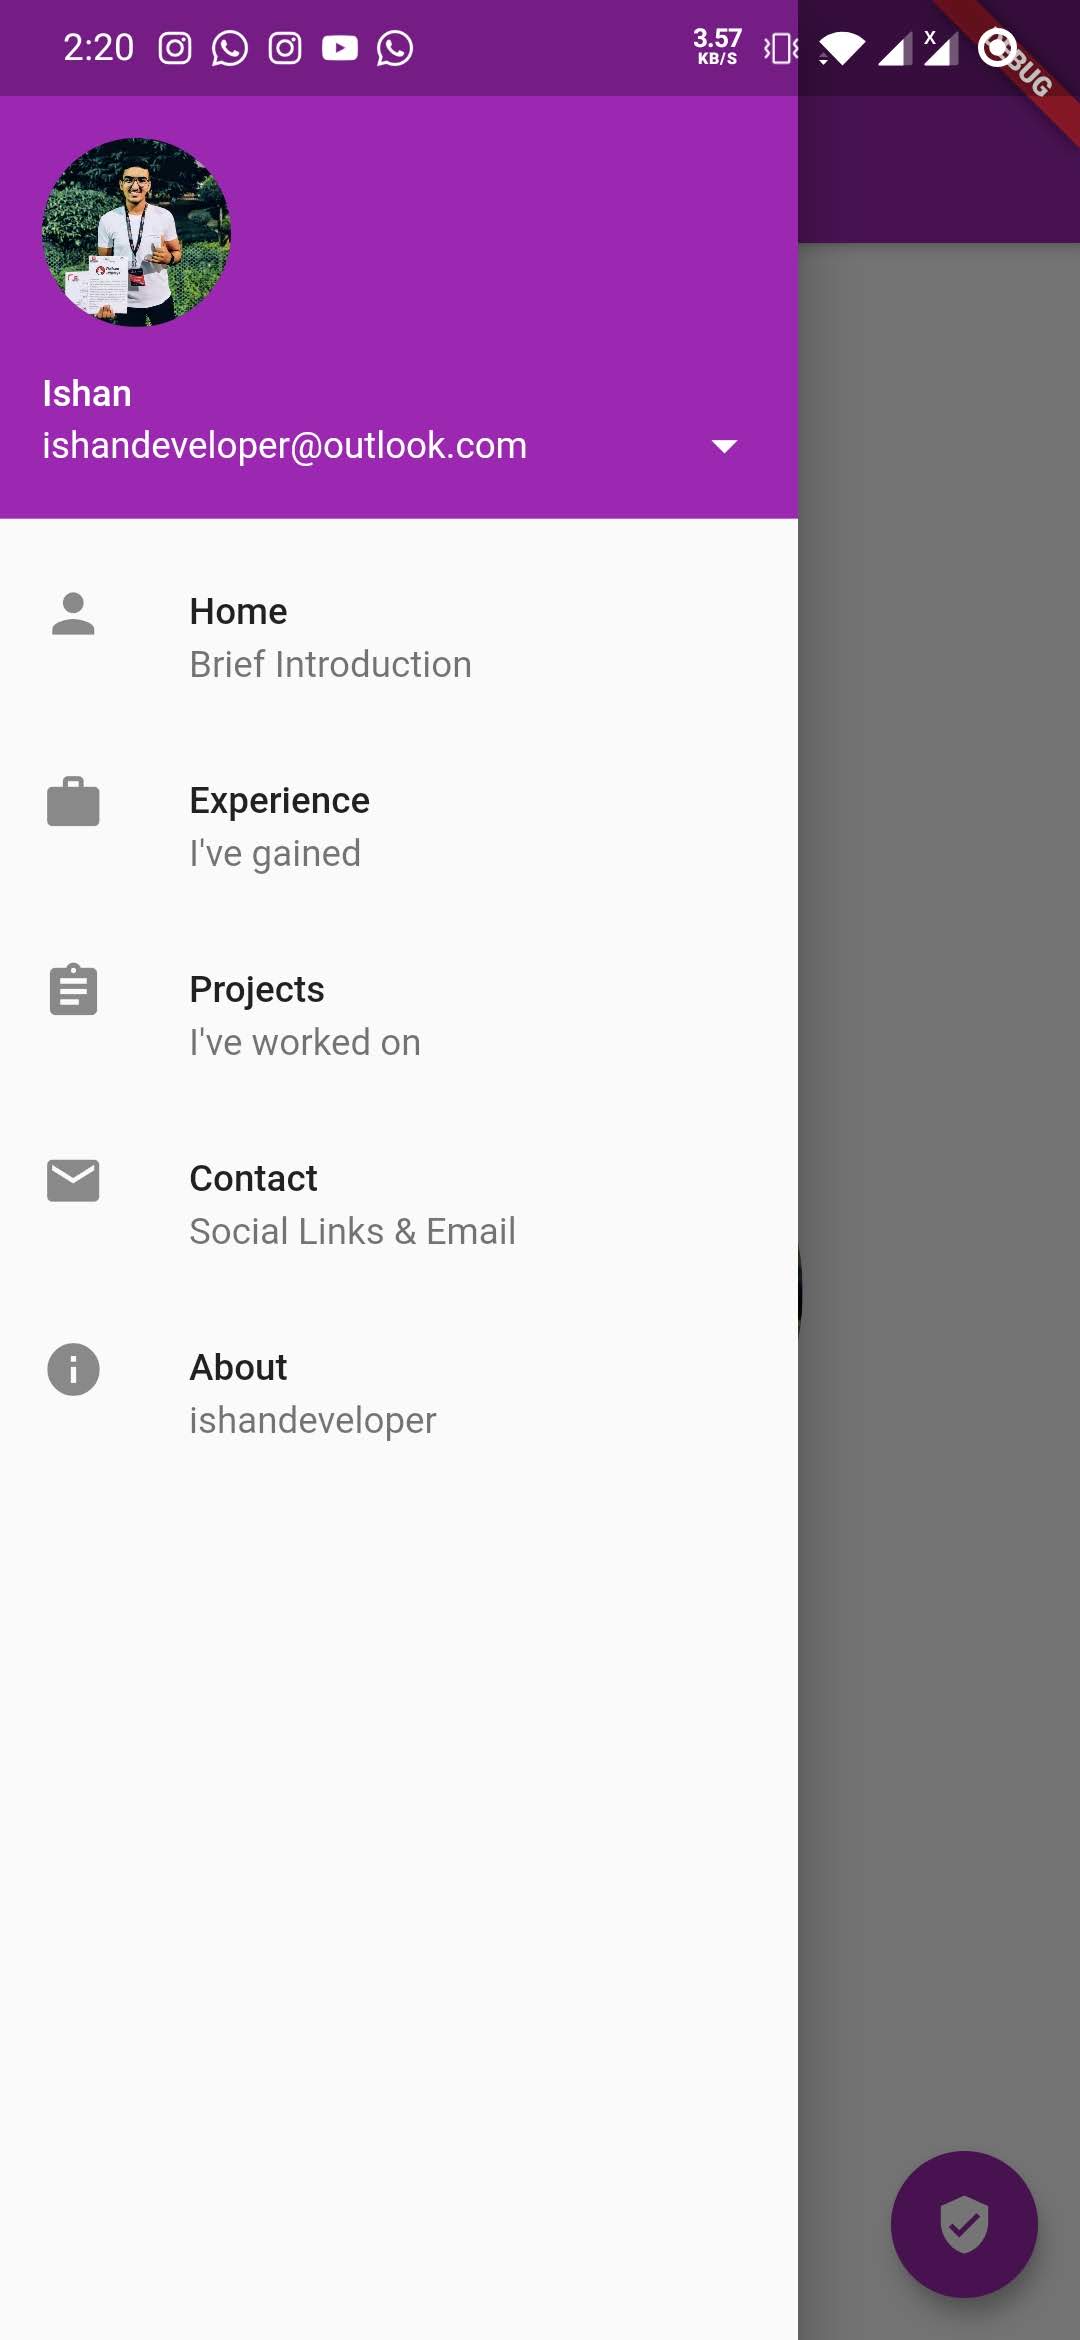 2:20
3.57
KB/S
X
Ishan
ishandeveloper@outlook.com
Home
Brief Introduction
Experience
I've gained
Projects
I've worked on
Contact
Social Links & Email
About
ishandeveloper